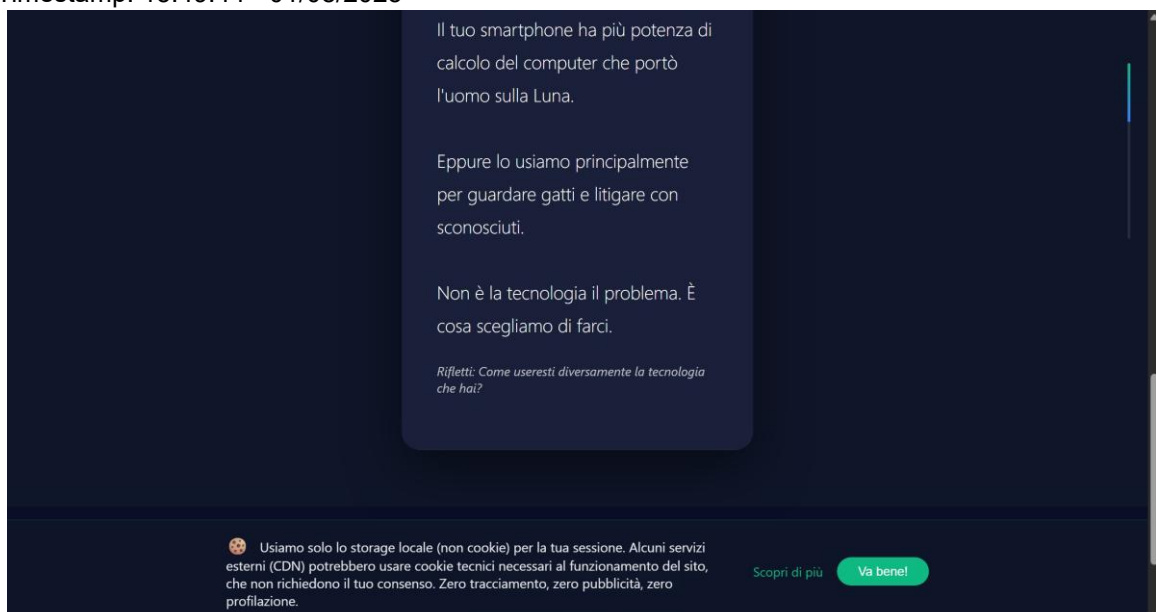 Il tuo smartphone ha più potenza di
calcolo del computer che portò
l'uomo sulla Luna.
Eppure lo usiamo principalmente
per guardare gatti e litigare con
sconosciuti.
Non è la tecnologia il problema. È
cosa scegliamo di farci.
Rifletti: Come useresti diversamente la tecnologia
che hai?
Usiamo solo lo storage locale (non cookie) per la tua sessione. Alcuni servizi
esterni (CDN) potrebbero usare cookie tecnici necessari al funzionamento del sito,
che non richiedono il tuo consenso. Zero tracciamento, zero pubblicità, zero
profilazione.
Scopri di più
Va bene!